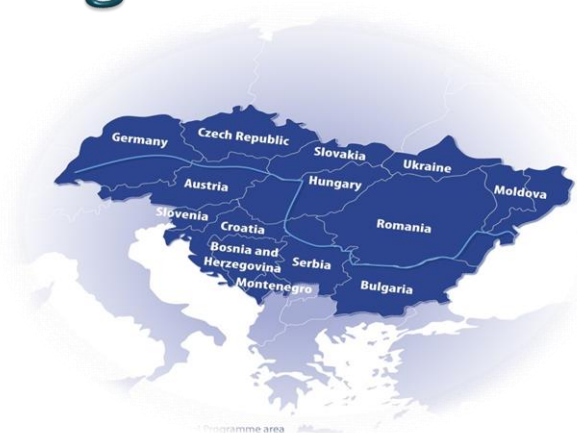 Germany
Czech Republic
Slovakia
Ukraine
Moldova
Austria
Hungary
Romania
Slovenia
Croatia
Bosnia and
Herzegovina
Serbia
Montenegro
Bulgaria
Programme area